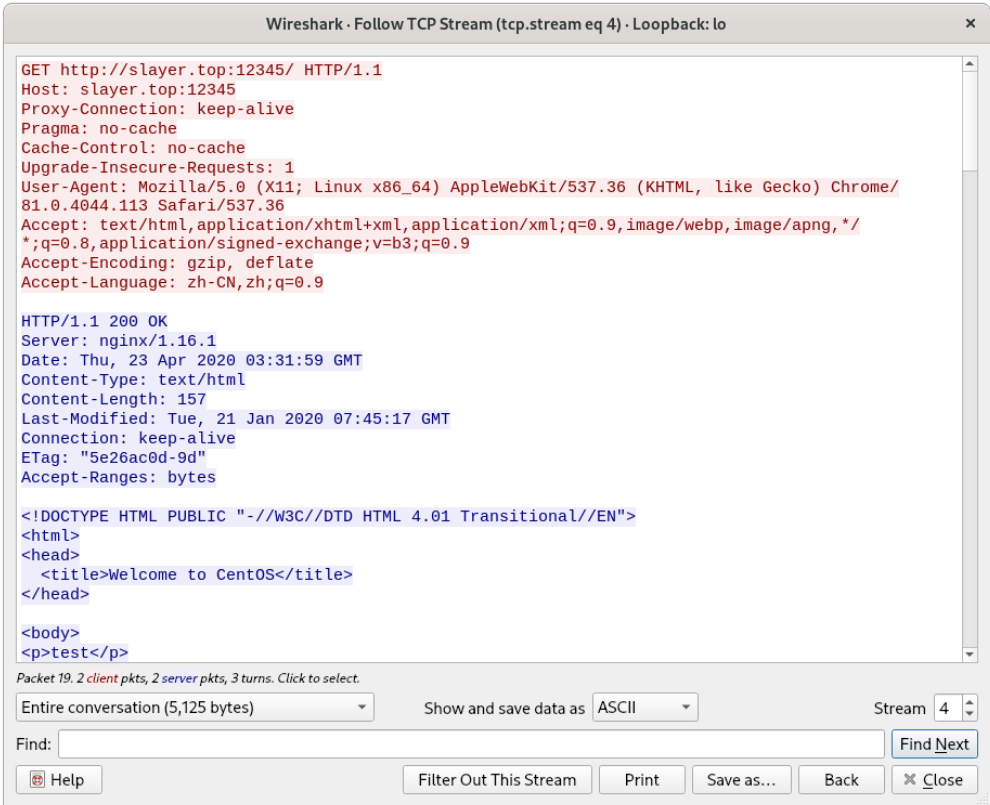 Wireshark · Follow TCP Stream (tcp.stream eq 4) · Loopback: lo
GET http://slayer.top:12345/ HTTP/1.1
Host: slayer.top:12345
Proxy-Connection: keep-alive
Pragma: no-cache
Cache-Control: no-cache
Upgrade-Insecure-Requests: 1
User-Agent: Mozilla/5.0 (X11; Linux x86_64) AppleWebKit/537.36 (KHTML, like Gecko) Chrome/
81.0.4044.113 Safari/537.36
Accept: text/html,application/xhtml+xml,application/xml;q=0.9,image/webp,image/apng,*/
*;q=0.8,application/signed-exchange;v=b3;q=0.9
Accept-Encoding: gzip, deflate
Accept-Language: zh-CN,zh;q=0.9
HTTP/1.1 200 OK
Server: nginx/1.16.1
Date: Thu, 23 Apr 2020 03:31:59 GMT
Content-Type: text/html
Content-Length: 157
Last-Modified: Tue, 21 Jan 2020 07:45:17 GMT
Connection: keep-alive
ETag: "5e26ac0d-9d"
Accept-Ranges: bytes
<!DOCTYPE HTML PUBLIC "-//W3C//DTD HTML 4.01 Transitional//EN">
<html>
<head>
<title>Welcome to CentOS</title>
</head>
<body>
<p>test</p>
Packet 19. 2 client pkts, 2 server pkts, 3 turns. Click to select.
Entire conversation (5,125 bytes) Show and save data as ASCII Stream 4
Find: Find Next
Help Filter Out This Stream Print Save as... Back Close